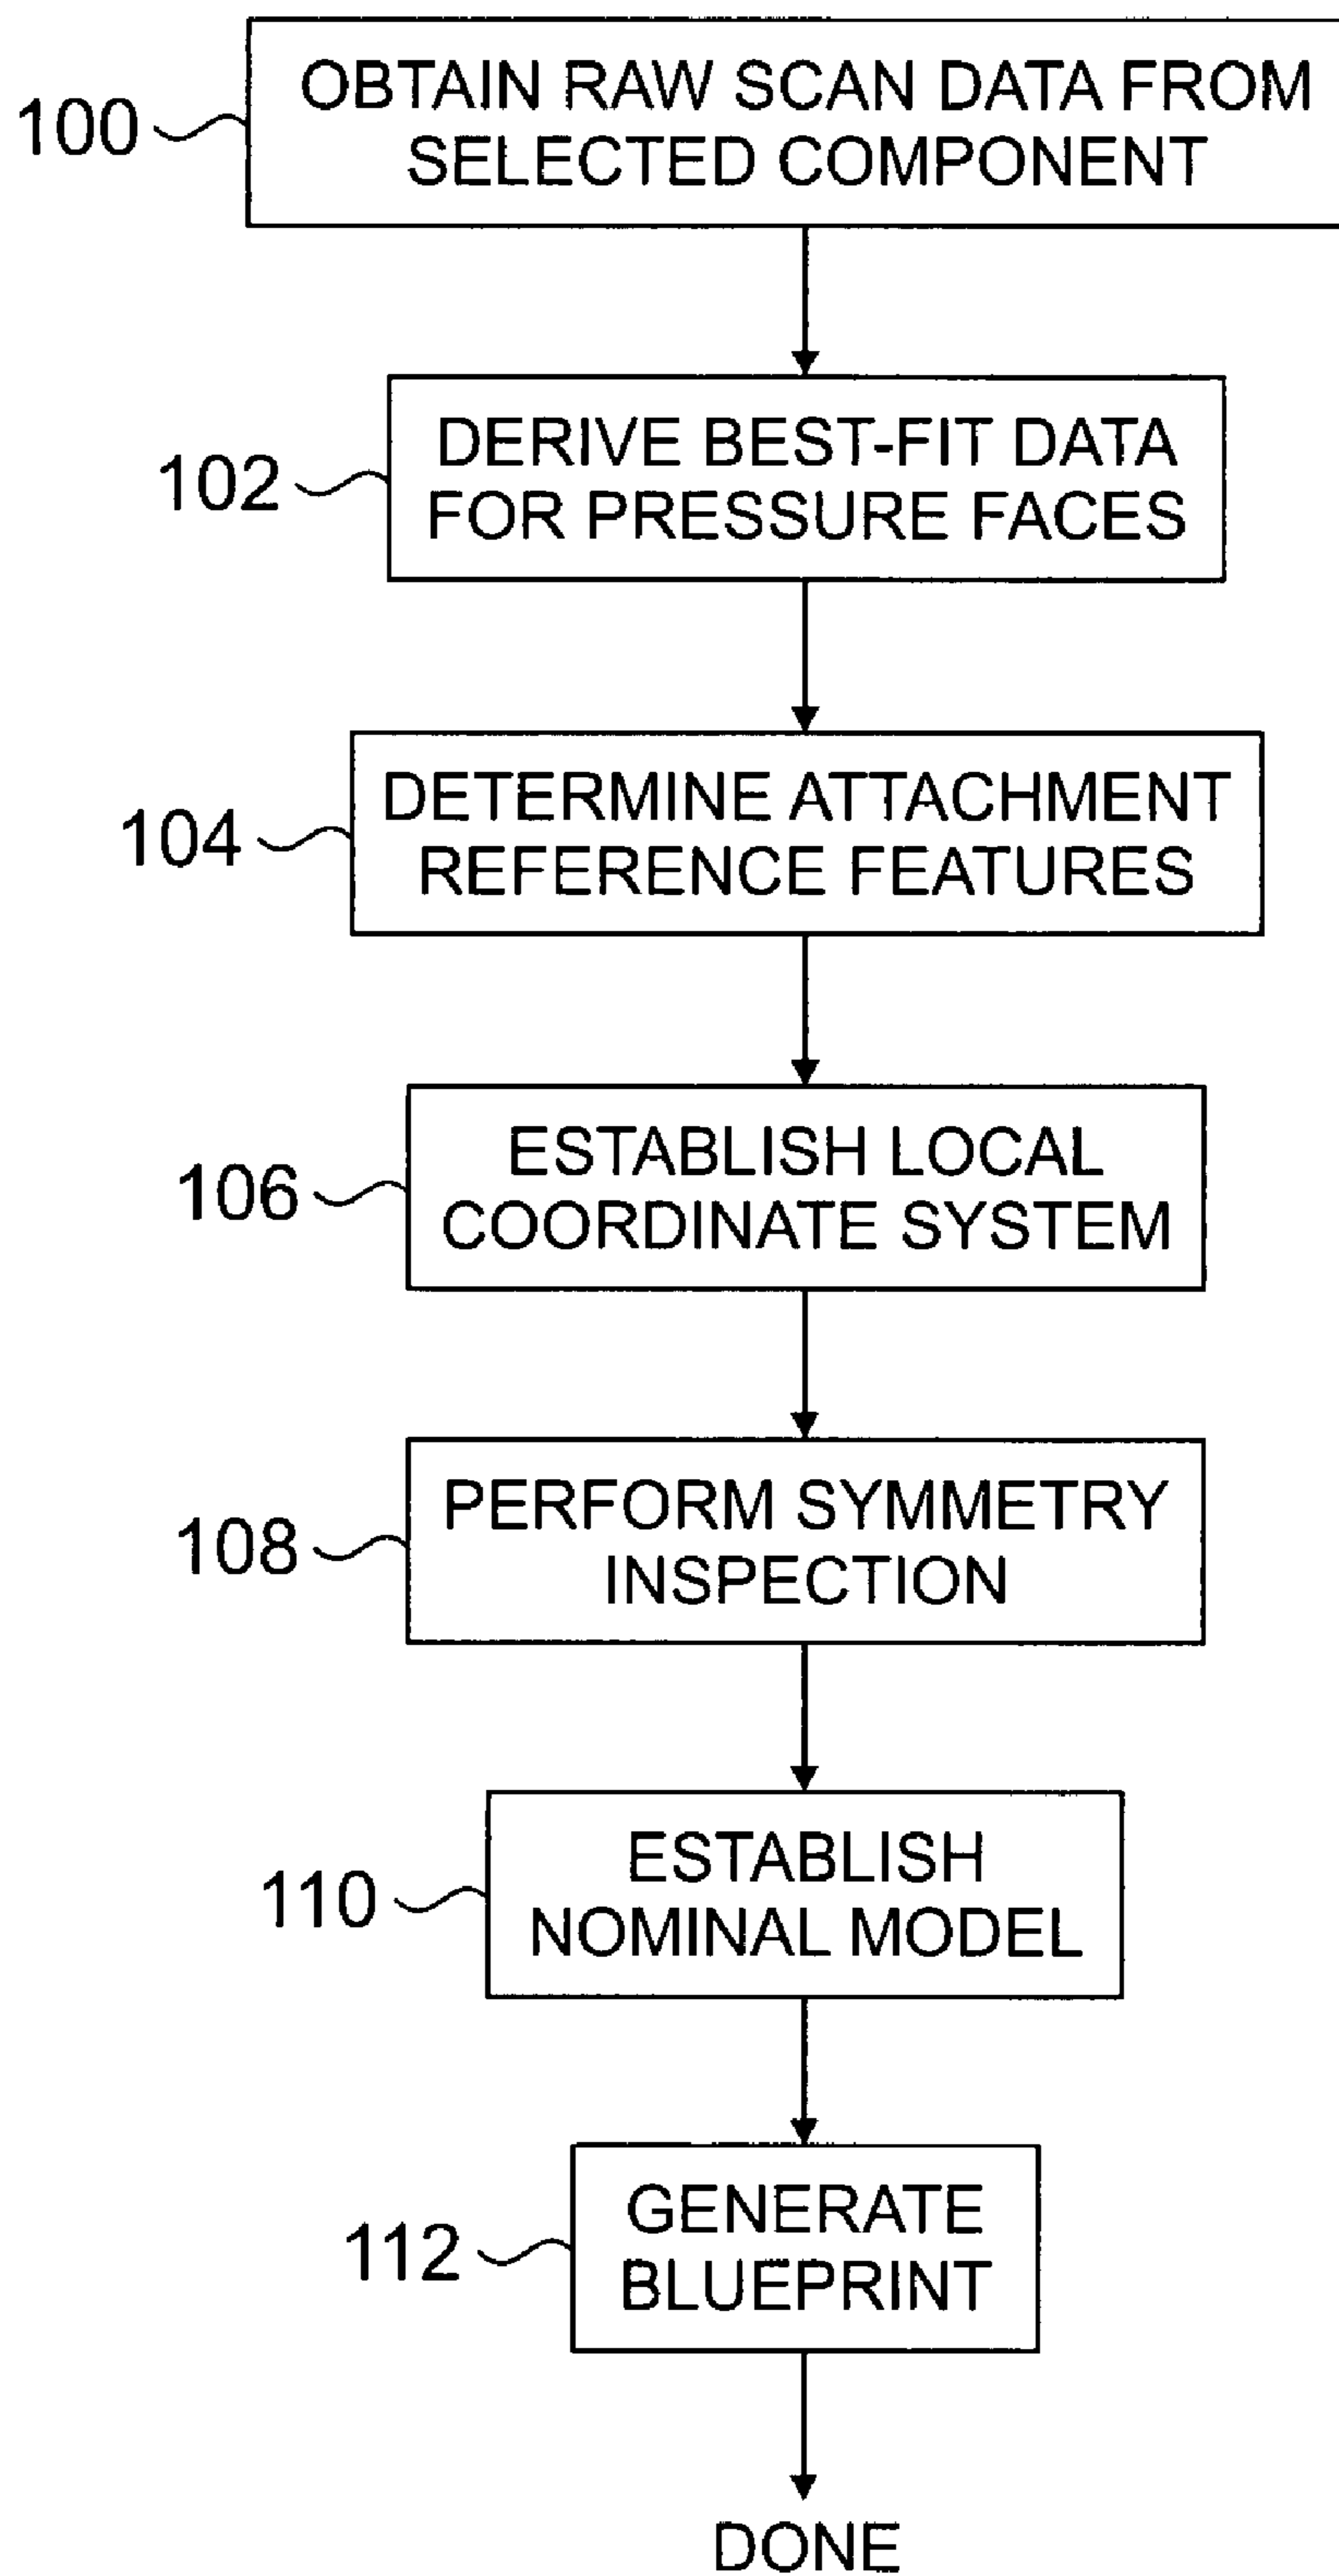 100
OBTAIN RAW SCAN DATA FROM
SELECTED COMPONENT
102
DERIVE BEST-FIT DATA
FOR PRESSURE FACES
104
DETERMINE ATTACHMENT
REFERENCE FEATURES
106
ESTABLISH LOCAL
COORDINATE SYSTEM
108
PERFORM SYMMETRY
INSPECTION
110
ESTABLISH
NOMINAL MODEL
112
GENERATE
BLUEPRINT
DONE